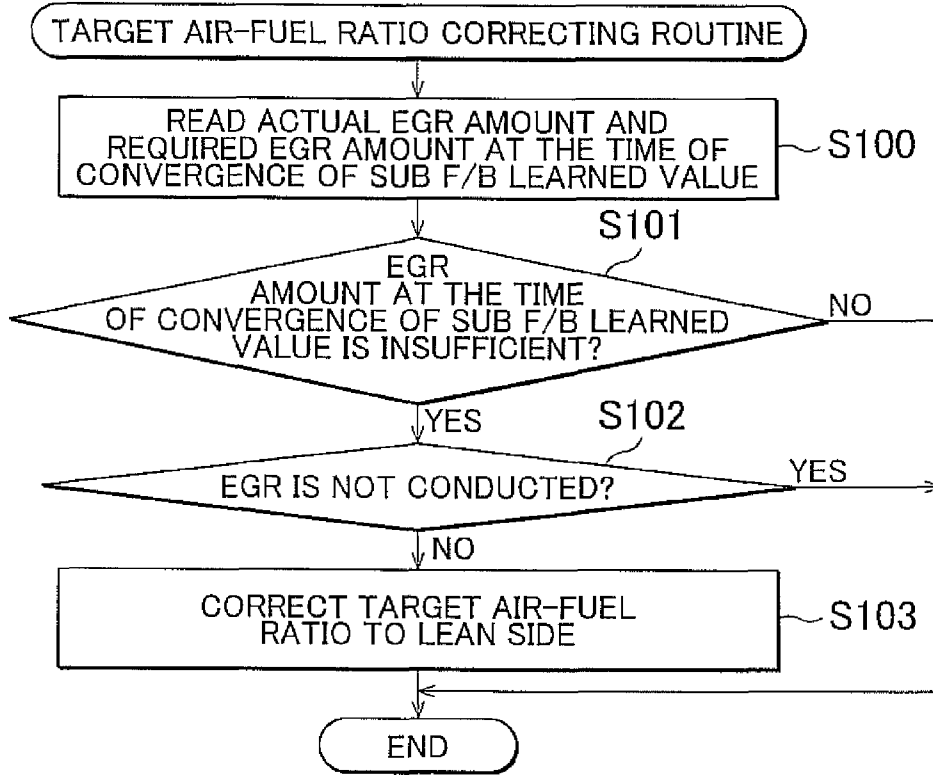 TARGET AIR-FUEL RATIO CORRECTING ROUTINE
READ ACTUAL EGR AMOUNT AND
REQUIRED EGR AMOUNT AT THE TIME OF
CONVERGENCE OF SUB F/B LEARNED VALUE
S100
S101
EGR
AMOUNT AT THE TIME
OF CONVERGENCE OF SUB F/B LEARNED
VALUE IS INSUFFICIENT?
NO
YES
S102
EGR IS NOT CONDUCTED?
YES
NO
CORRECT TARGET AIR-FUEL
RATIO TO LEAN SIDE
S103
END